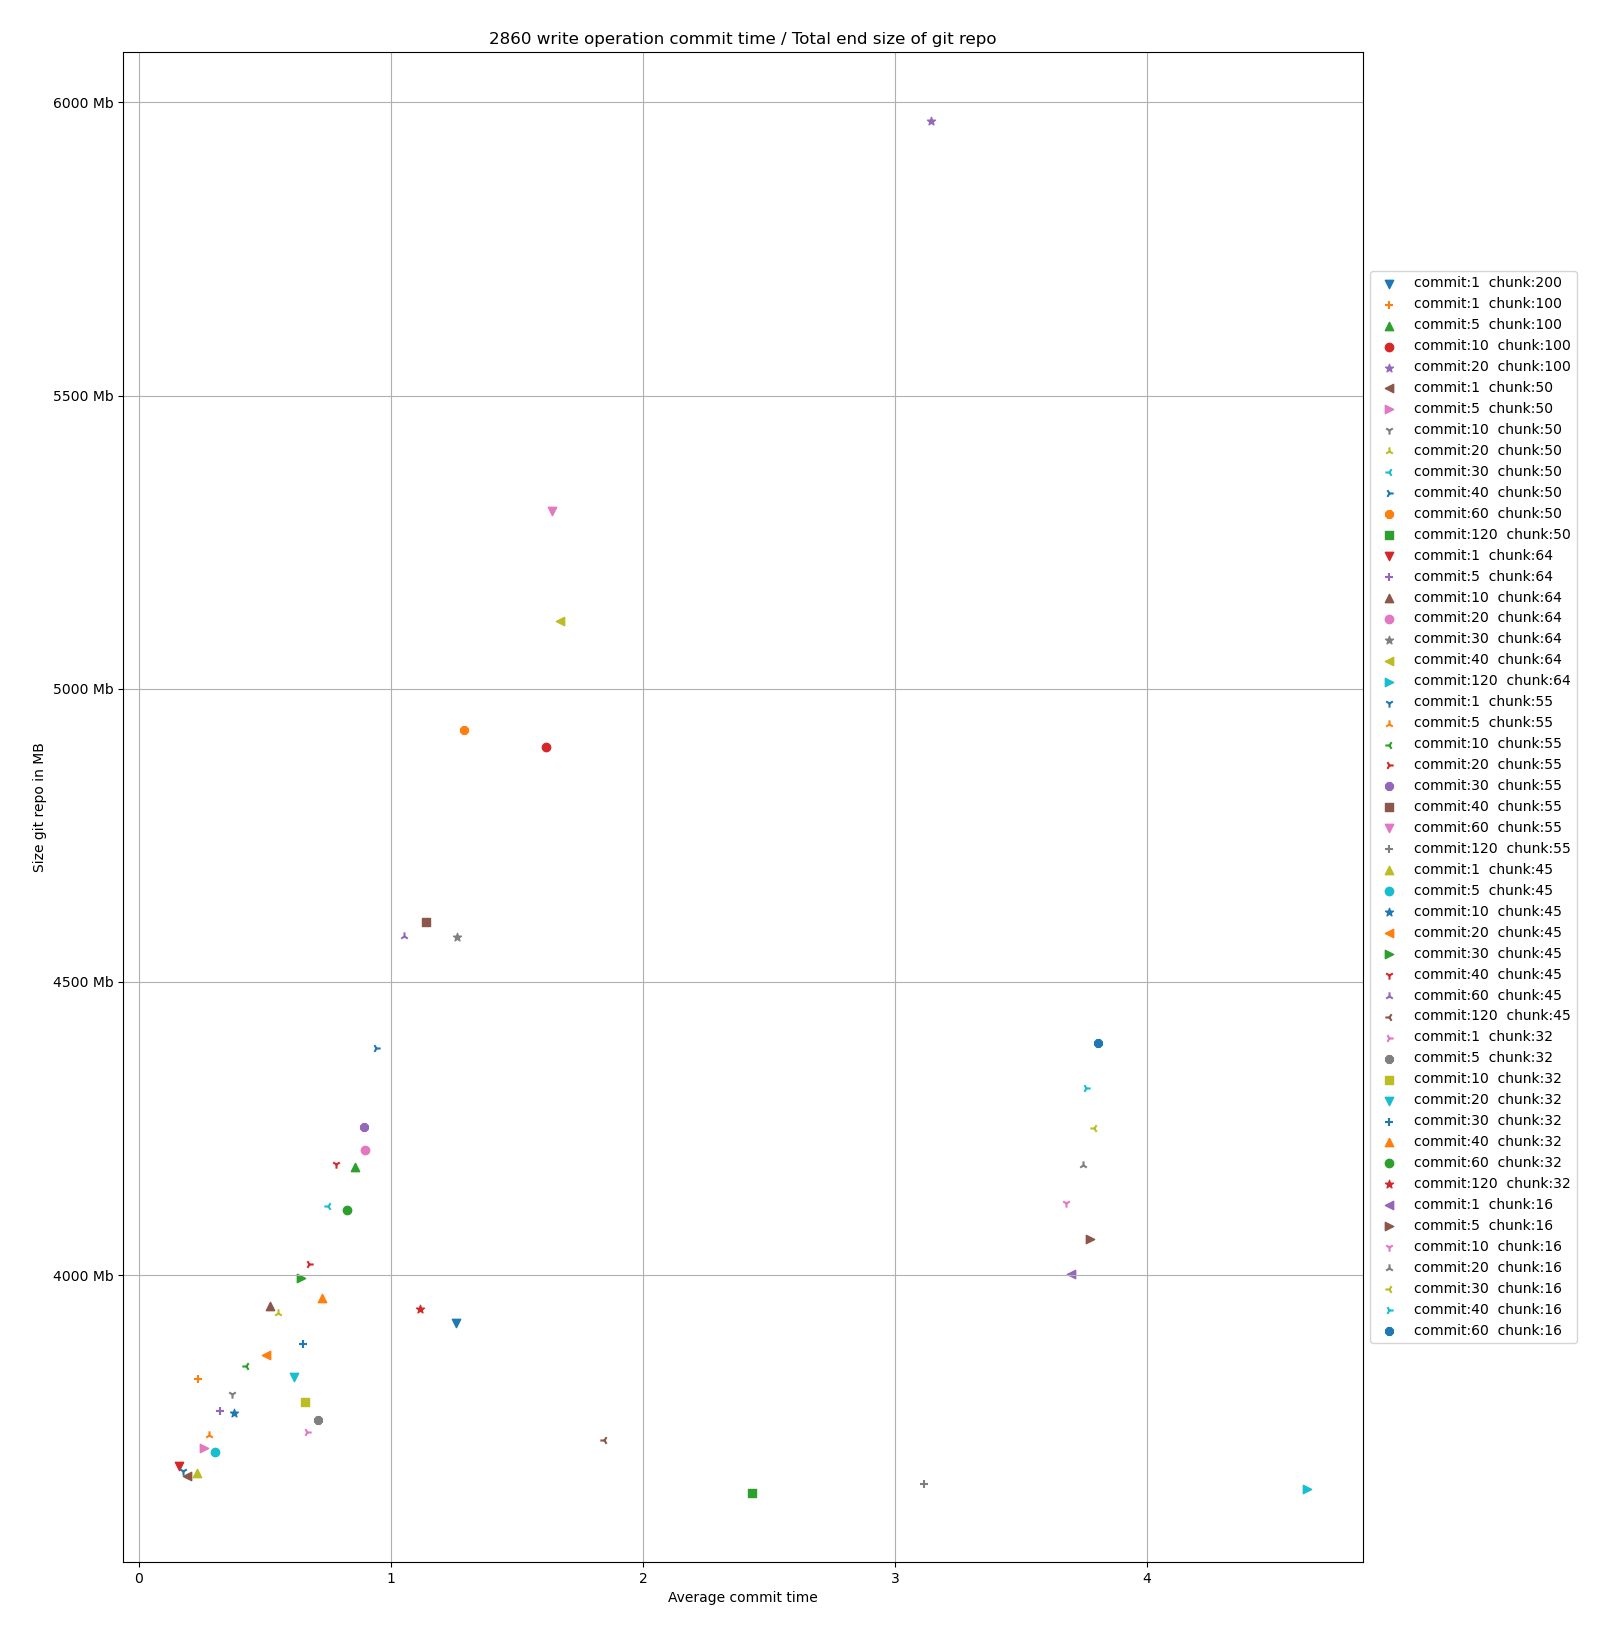 2860 write operation commit time / Total end size of git repo
6000 Mb
5500 Mb
5000 Mb
4500 Mb
4000 Mb
Size git repo in MB
0 1 2 3 4
Average commit time
commit:1 chunk:200
commit:1 chunk:100
commit:5 chunk:100
commit:10 chunk:100
commit:20 chunk:100
commit:1 chunk:50
commit:5 chunk:50
commit:10 chunk:50
commit:20 chunk:50
commit:30 chunk:50
commit:40 chunk:50
commit:60 chunk:50
commit:120 chunk:50
commit:1 chunk:64
commit:5 chunk:64
commit:10 chunk:64
commit:20 chunk:64
commit:30 chunk:64
commit:40 chunk:64
commit:120 chunk:64
commit:1 chunk:55
commit:5 chunk:55
commit:10 chunk:55
commit:20 chunk:55
commit:30 chunk:55
commit:40 chunk:55
commit:60 chunk:55
commit:120 chunk:55
commit:1 chunk:45
commit:5 chunk:45
commit:10 chunk:45
commit:20 chunk:45
commit:30 chunk:45
commit:40 chunk:45
commit:60 chunk:45
commit:120 chunk:45
commit:1 chunk:32
commit:5 chunk:32
commit:10 chunk:32
commit:20 chunk:32
commit:30 chunk:32
commit:40 chunk:32
commit:60 chunk:32
commit:120 chunk:32
commit:1 chunk:16
commit:5 chunk:16
commit:10 chunk:16
commit:20 chunk:16
commit:30 chunk:16
commit:40 chunk:16
commit:60 chunk:16